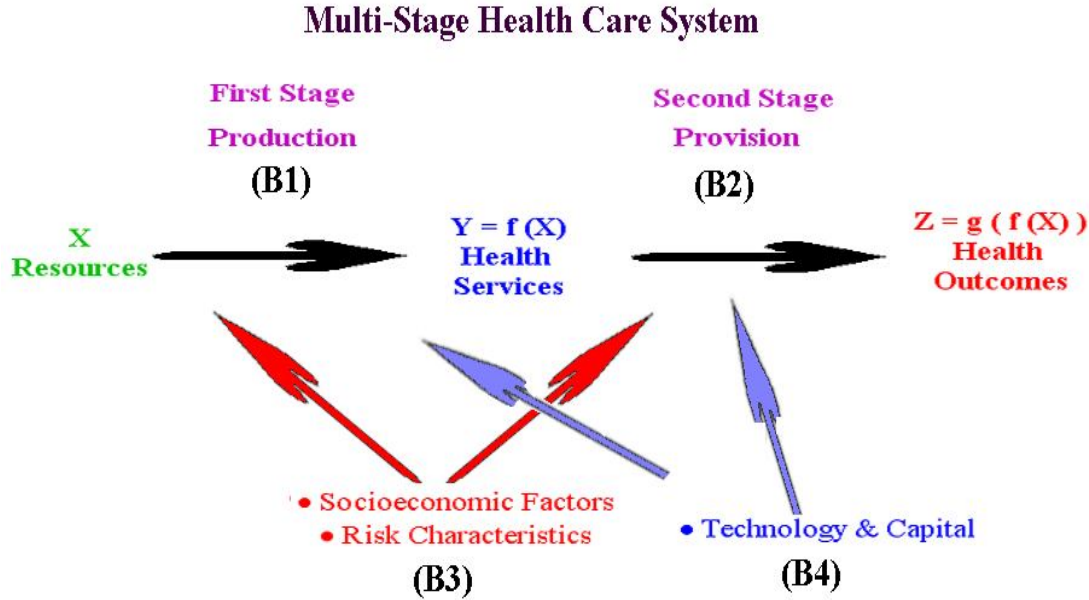 Multi-Stage Health Care System
First Stage
Production
(B1)
Second Stage
Provision
(B2)
X
Resources
Y = f (X)
Health
Services
Z = g ( f (X) )
Health
Outcomes
• Socioeconomic Factors
• Risk Characteristics
(B3)
• Technology & Capital
(B4)